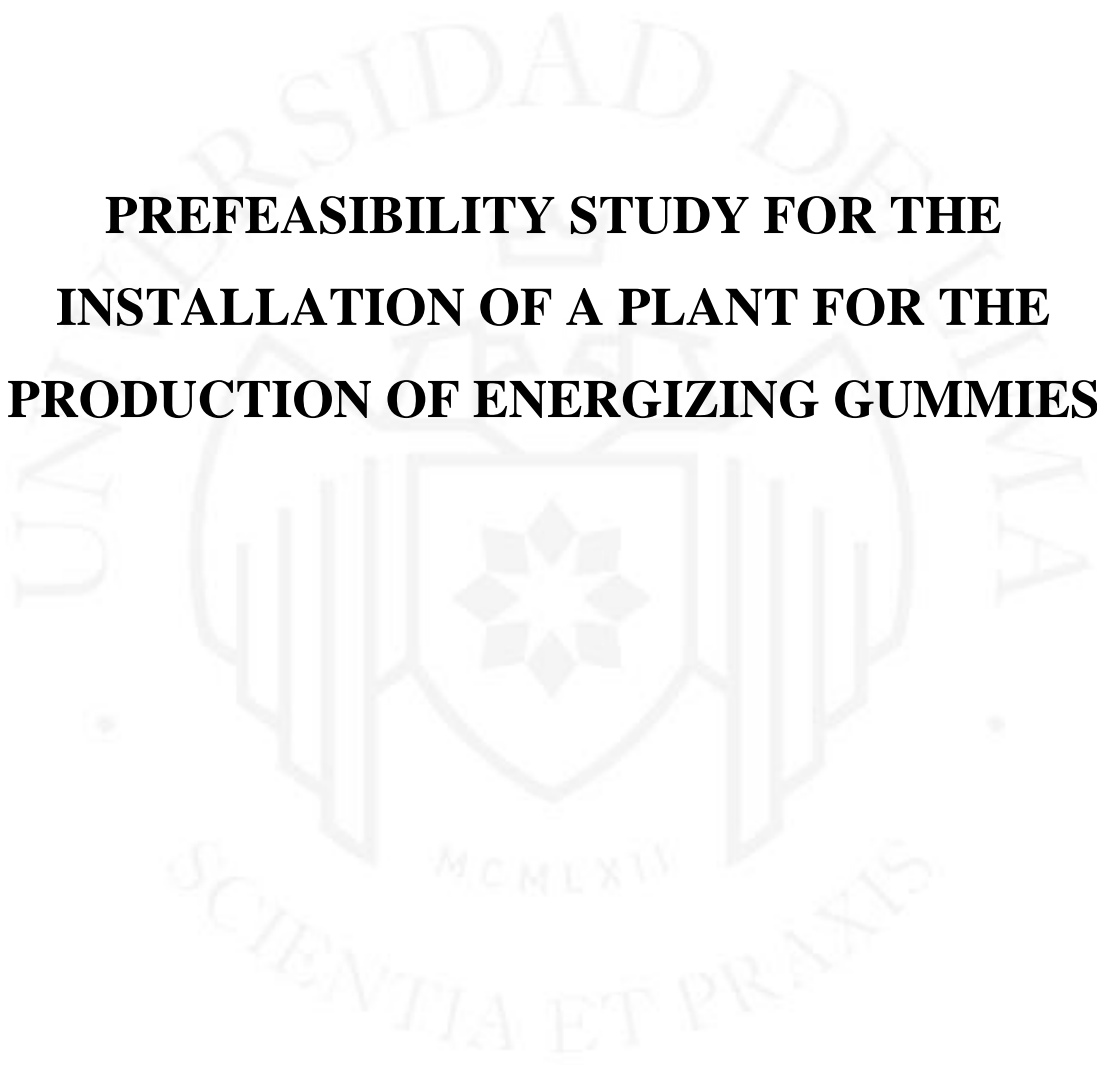 UNIVERSIDAD DE LIMA
PREFEASIBILITY STUDY FOR THE
INSTALLATION OF A PLANT FOR THE
PRODUCTION OF ENERGIZING GUMMIES
MCMLXII
SCIENTIA ET PRAXIS